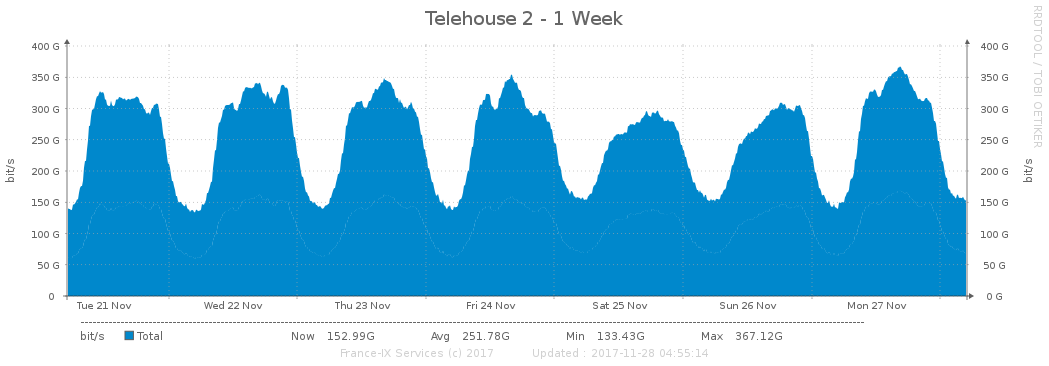 Telehouse 2 - 1 Week
RRDTOOL / TOBI OETIKER
400 G 400 G
350 G 350 G
300 G 300 G
250 G 250 G
200 G 200 G
150 G 150 G
100 G 100 G
50 G 50 G
0 0 G
bit/s bit/s
Tue 21 Nov Wed 22 Nov Thu 23 Nov Fri 24 Nov Sat 25 Nov Sun 26 Nov Mon 27 Nov
bit/s Total Now 152.99G Avg 251.78G Min 133.43G Max 367.12G
France-IX Services (c) 2017 Updated : 2017-11-28 04:55:14